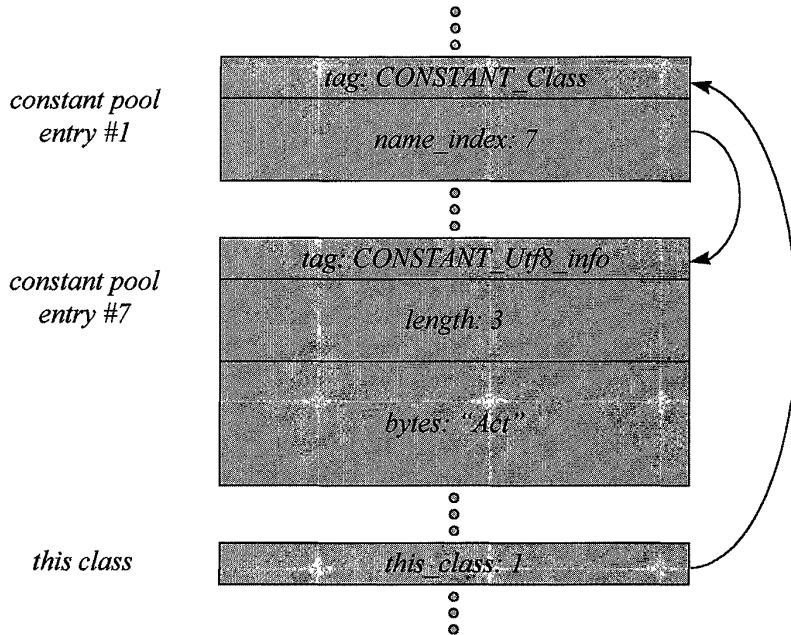 tag: CONSTANT_Class
constant pool
entry #1
name_index: 7
tag: CONSTANT_Utf8_info
constant pool
entry #7
length: 3
bytes: “Act”
this class
this_class: 1